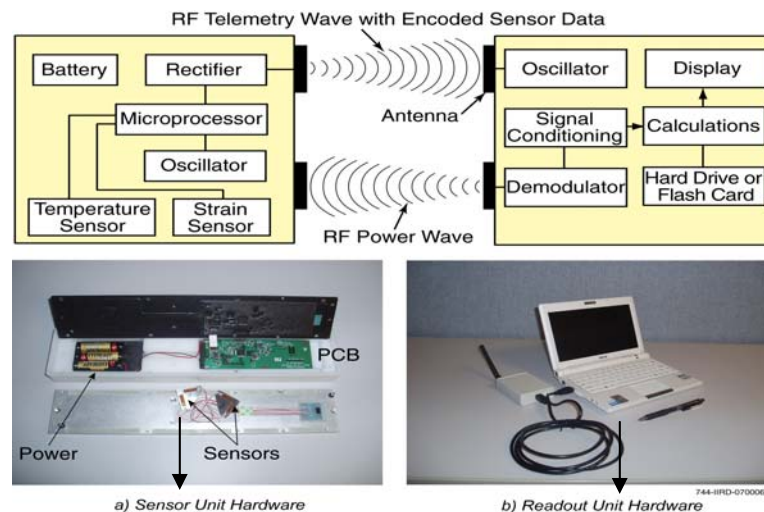 RF Telemetry Wave with Encoded Sensor Data
Battery
Rectifier
Microprocessor
Oscillator
Temperature
Sensor
Strain
Sensor
Antenna
RF Power Wave
Oscillator
Display
Signal
Conditioning
Calculations
Demodulator
Hard Drive or
Flash Card
PCB
Power
Sensors
744-IIRD-070006
a) Sensor Unit Hardware
b) Readout Unit Hardware